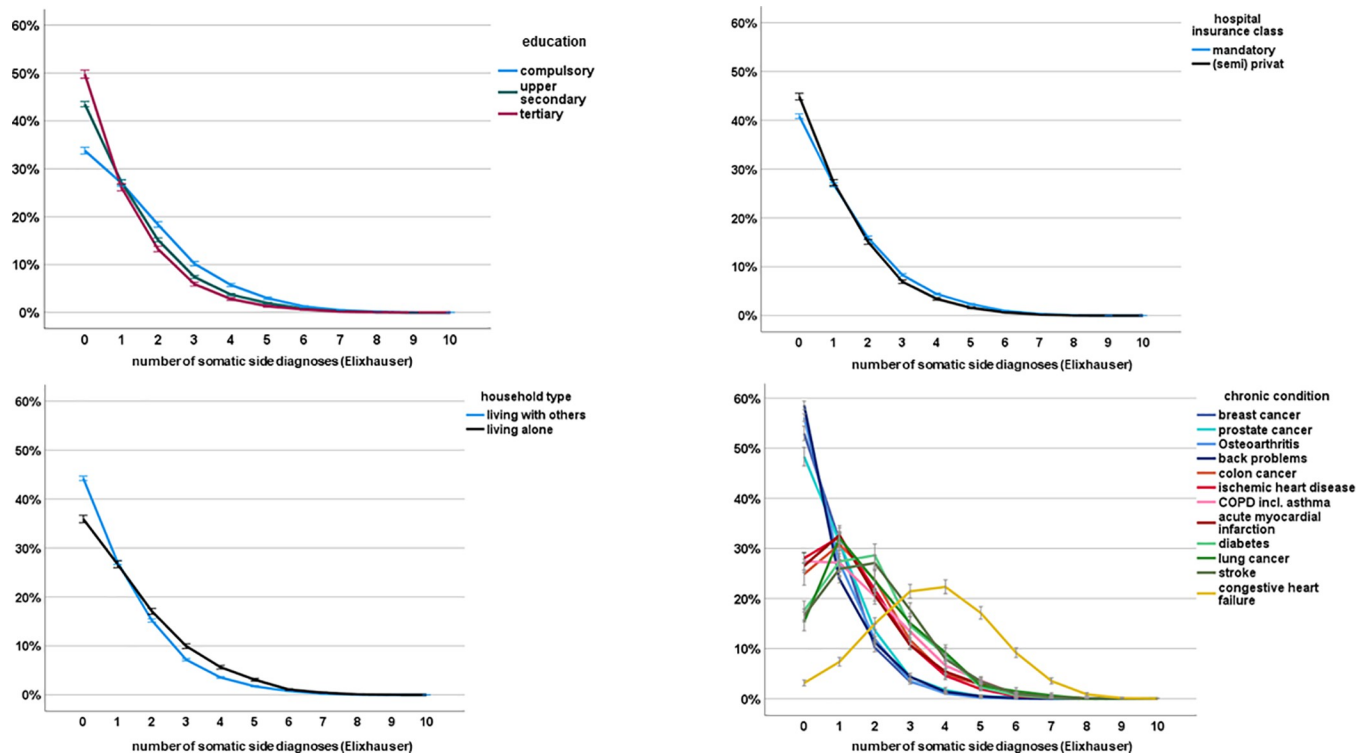 60%
50%
40%
30%
20%
10%
0%
0 1 2 3 4 5 6 7 8 9 10
number of somatic side diagnoses (Elixhauser)
education
compulsory
upper
secondary
tertiary
60%
50%
40%
30%
20%
10%
0%
0 1 2 3 4 5 6 7 8 9 10
number of somatic side diagnoses (Elixhauser)
hospital
insurance class
mandatory
(semi) privat
60%
50%
40%
30%
20%
10%
0%
0 1 2 3 4 5 6 7 8 9 10
number of somatic side diagnoses (Elixhauser)
household type
living with others
living alone
60%
50%
40%
30%
20%
10%
0%
0 1 2 3 4 5 6 7 8 9 10
number of somatic side diagnoses (Elixhauser)
chronic condition
breast cancer
prostate cancer
Osteoarthritis
back problems
colon cancer
ischemic heart disease
COPD incl. asthma
acute myocardial
infarction
diabetes
lung cancer
stroke
congestive heart
failure